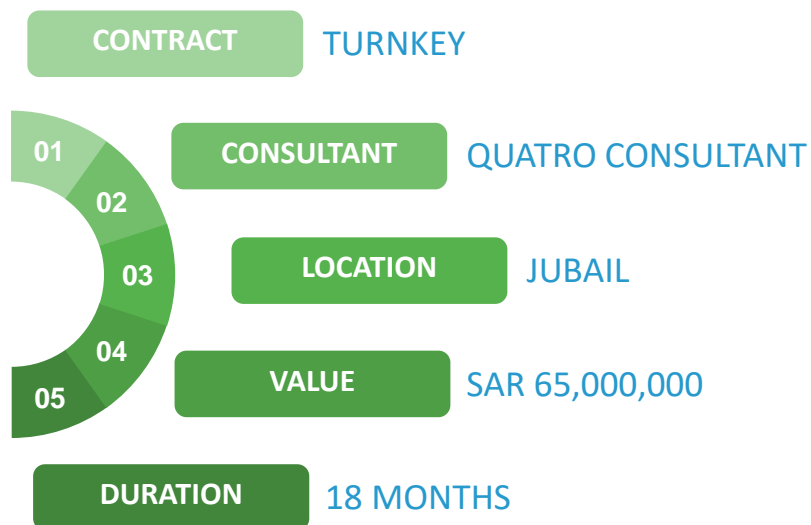 CONTRACT TURNKEY
01
CONSULTANT QUATRO CONSULTANT
02
LOCATION JUBAIL
03
04
VALUE SAR 65,000,000
05
DURATION 18 MONTHS